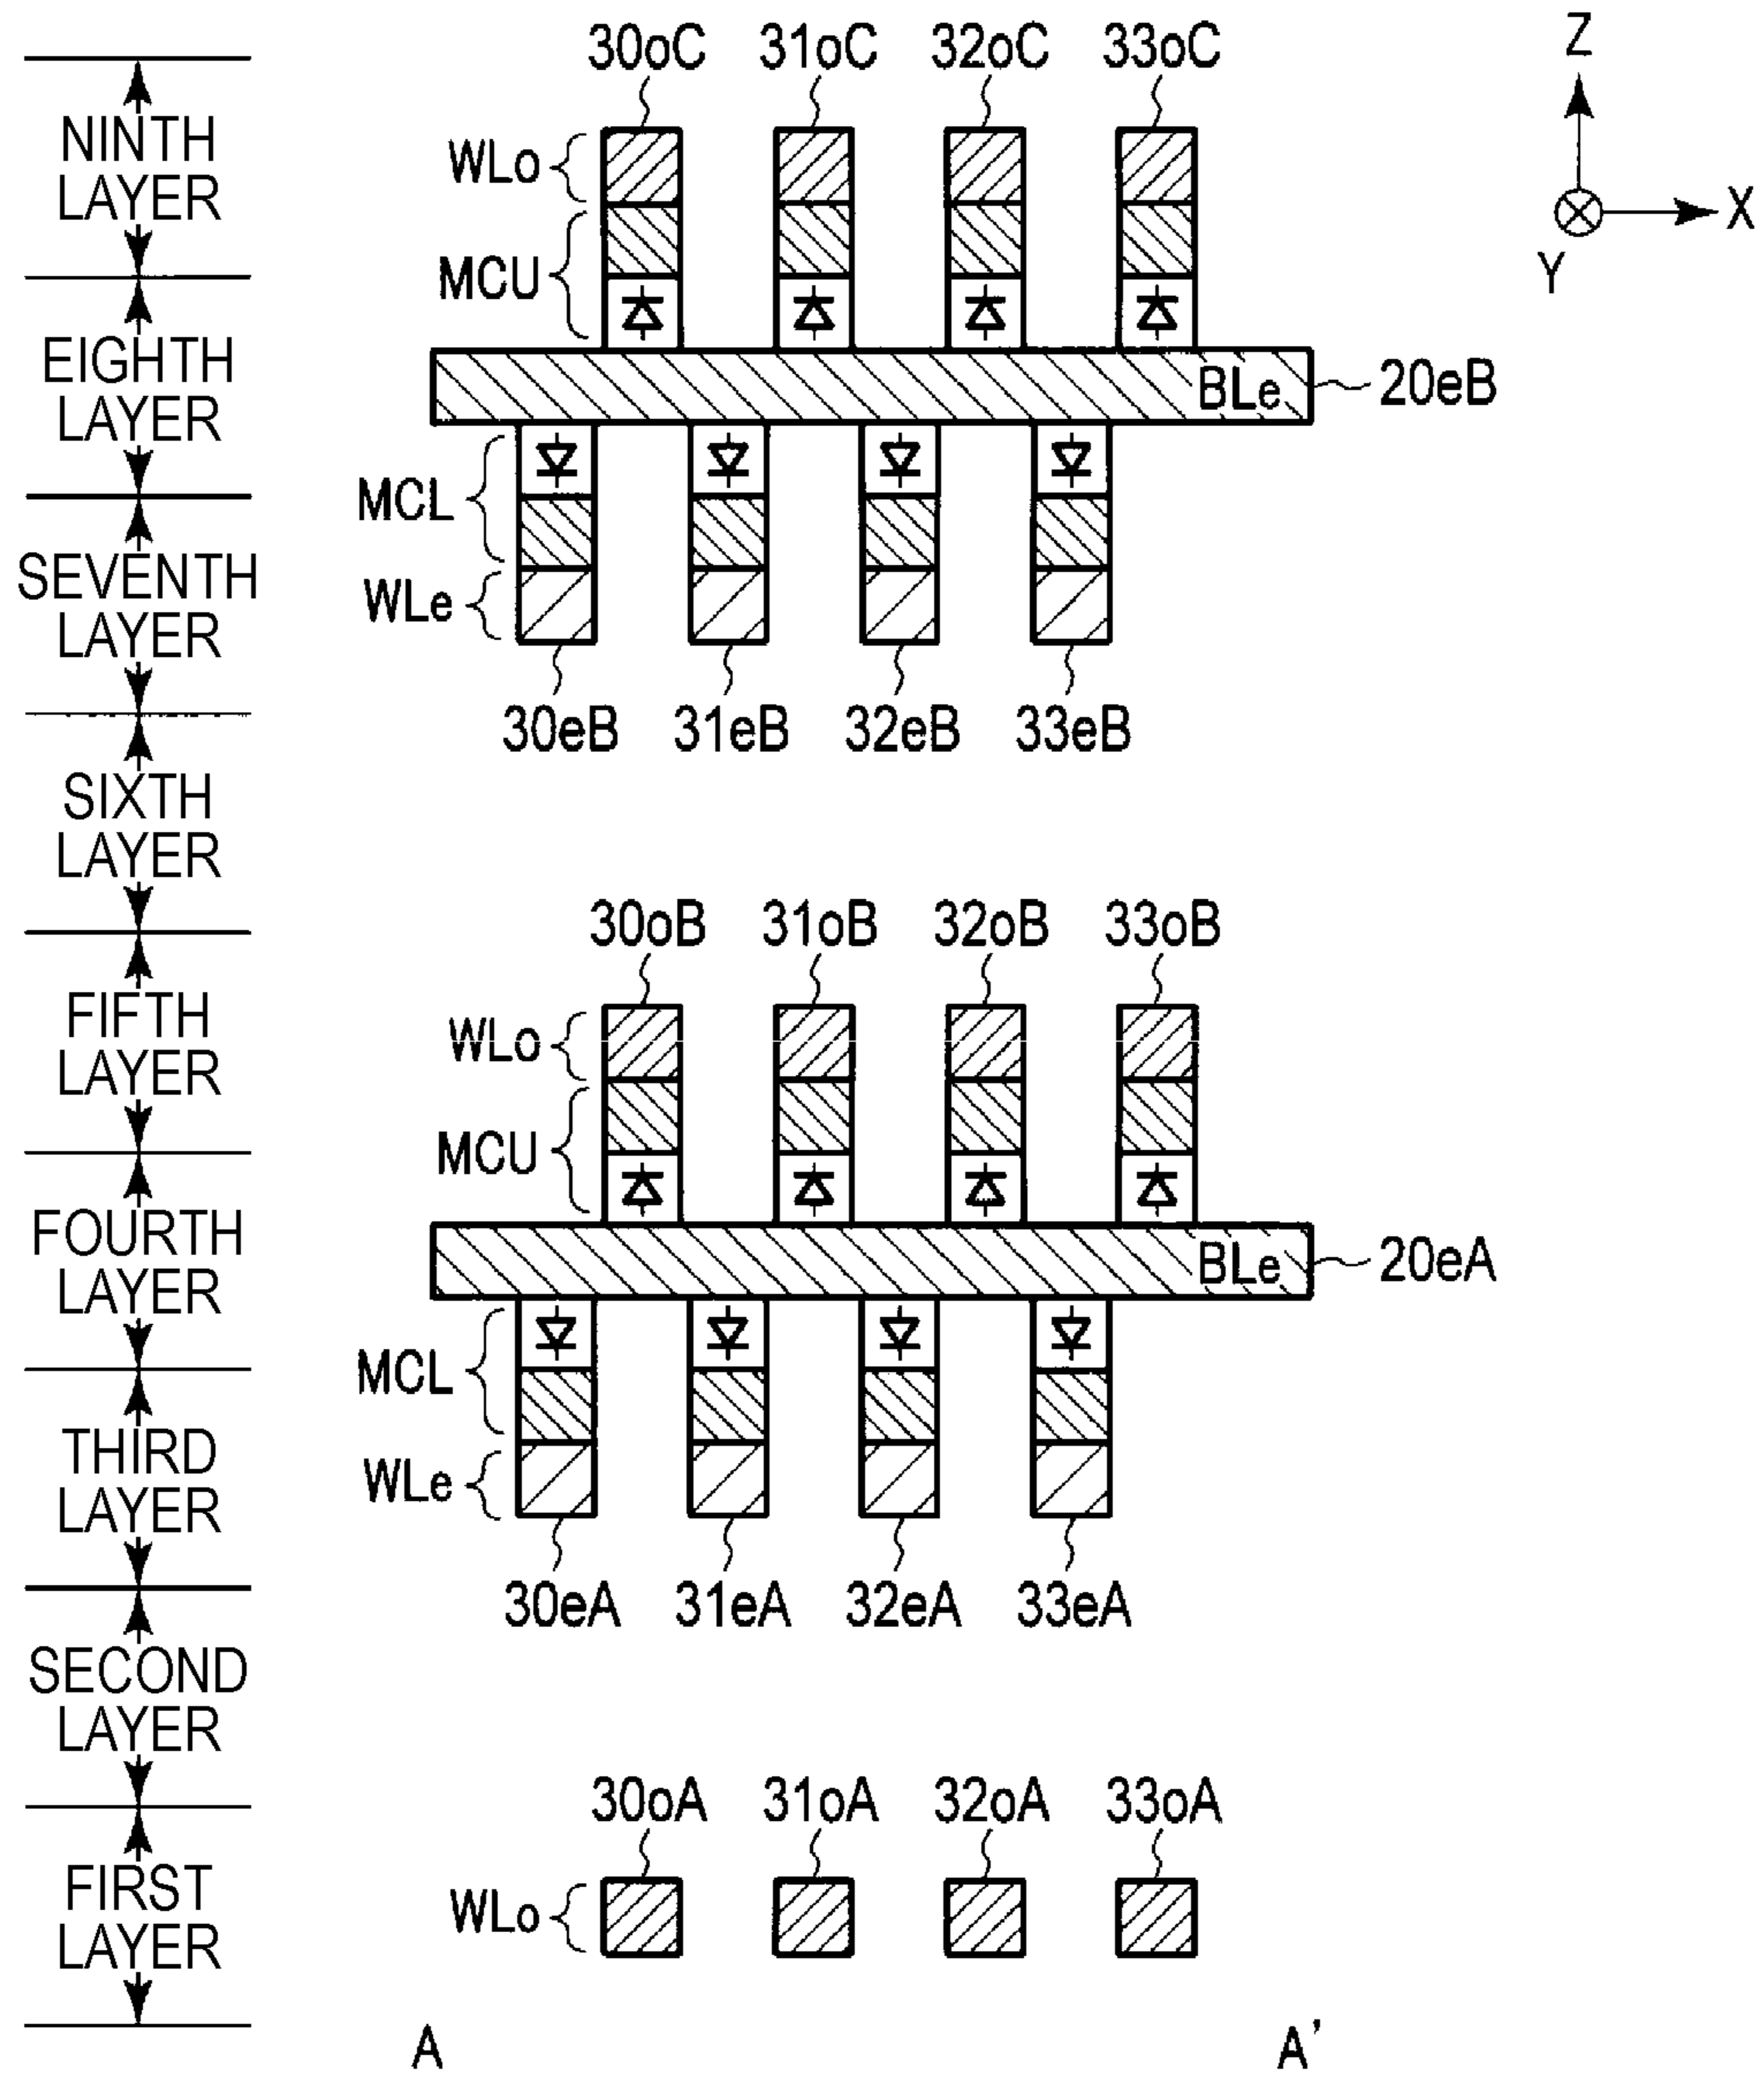 30oC 31oC 32oC 33oC
Z
NINTH
LAYER
WLo
X
MCU
Y
EIGHTH
LAYER
BLe
20eB
MCL
SEVENTH
LAYER
WLe
30eB 31eB 32eB 33eB
SIXTH
LAYER
30oB 31oB 32oB 33oB
FIFTH
LAYER
WLo
MCU
FOURTH
LAYER
BLe
20eA
MCL
THIRD
LAYER
WLe
30eA 31eA 32eA 33eA
SECOND
LAYER
30oA 31oA 32oA 33oA
FIRST
LAYER
WLo
A A'